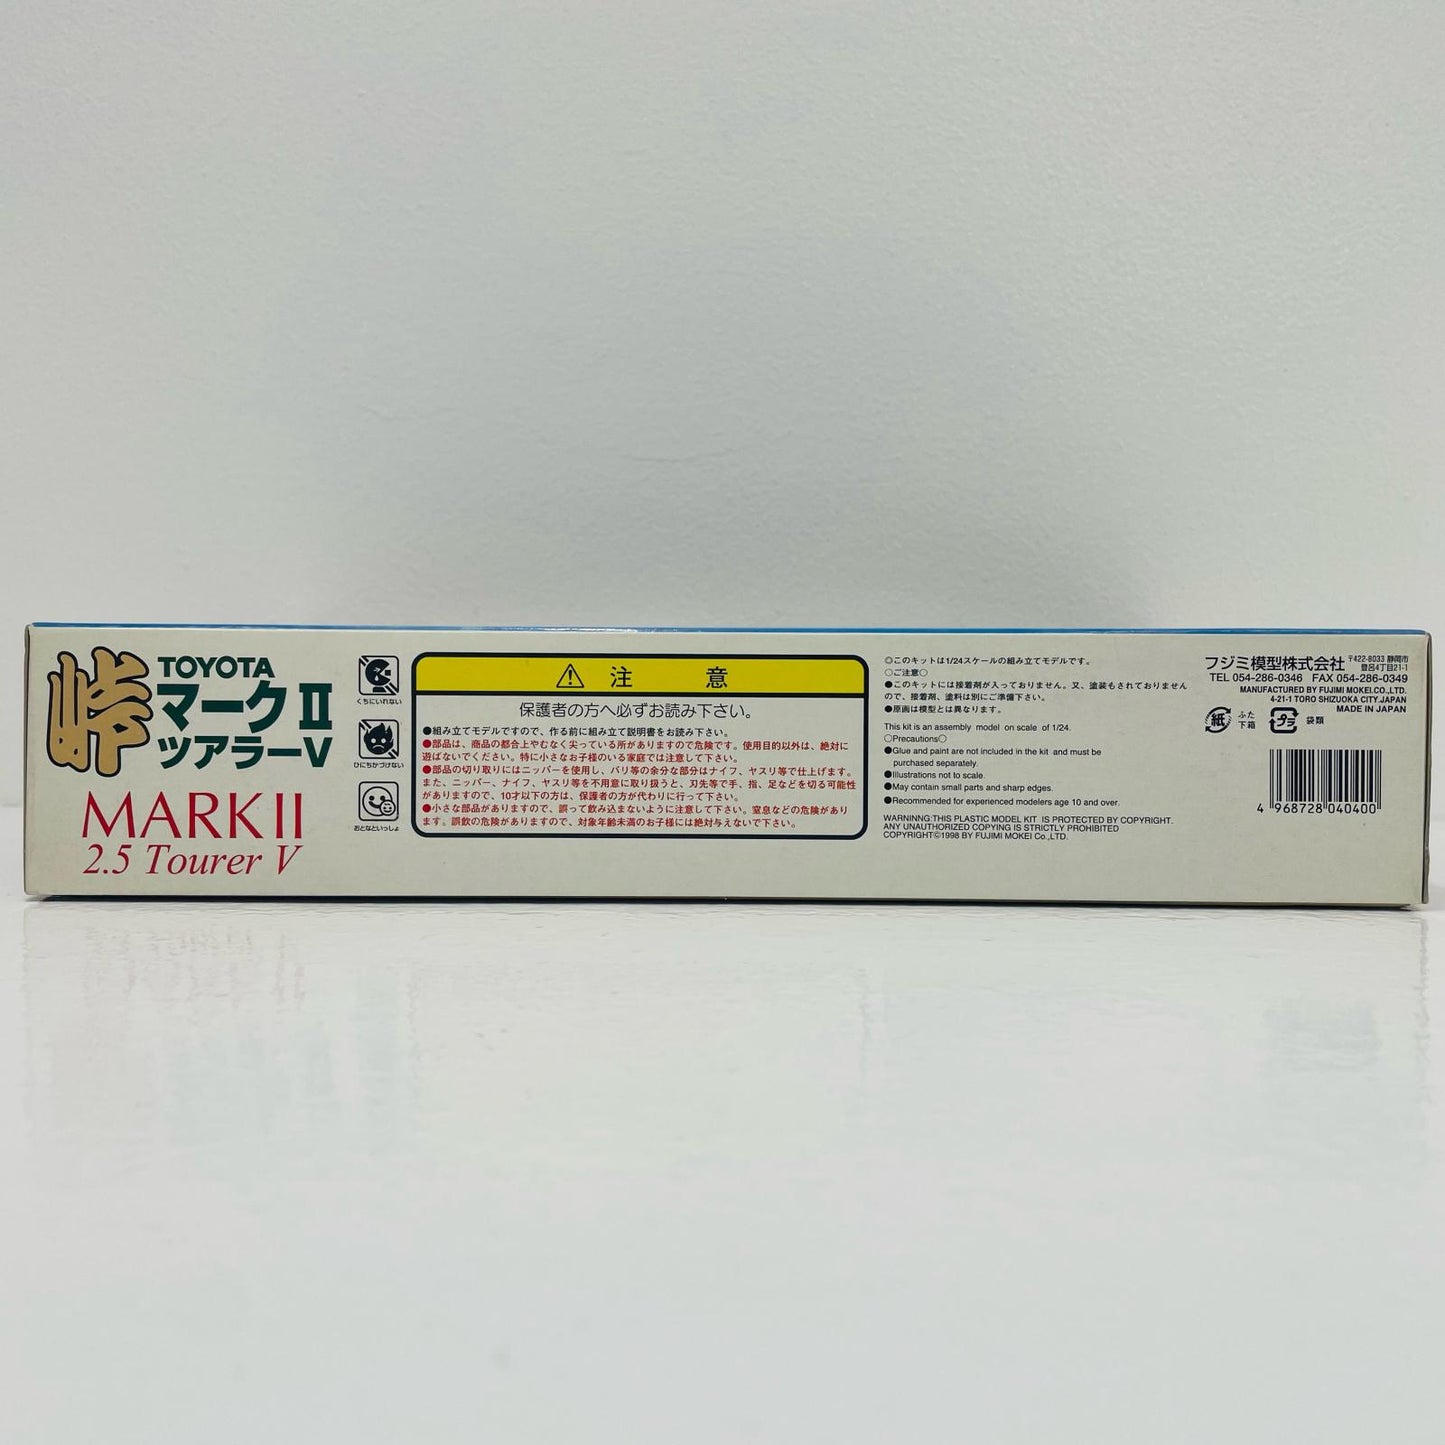 峠
TOYOTA
マークⅡ
ツアラーV
MARK II
2.5 Tourer V
くちにいれない
ひにちかづけない
おとなといっしょ
注 意
保護者の方へ必ずお読み下さい。
●組み立てモデルですので、作る前に組み立て説明書をお読み下さい。
●部品は、商品の都合上やむなく尖っている所がありますので危険です。使用目的以外は、絶対に
遊ばないでください。特に小さなお子様のいる家庭では注意して下さい。
●部品の切り取りにはニッパーを使用し、バリ等の余分な部分はナイフ、ヤスリ等で仕上げます。
また、ニッパー、ナイフ、ヤスリ等を不用意に取り扱うと、刃先等で手、指、足などを切る可能性
がありますので、10才以下の方は、保護者の方が代わりに行って下さい。
●小さな部品がありますので、誤って飲み込まないように注意して下さい。窒息などの危険があり
ます。誤飲の危険がありますので、対象年齢未満のお子様には絶対与えないで下さい。
◎このキットは1/24スケールの組み立てモデルです。
○ご注意○
●このキットには接着剤が入っておりません。又、塗装もされておりません
ので、接着剤、塗料は別にご準備下さい。
●原画は模型とは異なります。
This kit is an assembly model on scale of 1/24.
○Precautions○
●Glue and paint are not included in the kit and must be
purchased separately.
●Illustrations not to scale.
●May contain small parts and sharp edges.
●Recommended for experienced modelers age 10 and over.
WARNINNG:THIS PLASTIC MODEL KIT IS PROTECTED BY COPYRIGHT.
ANY UNAUTHORIZED COPYING IS STRICTLY PROHIBITED
COPYRIGHT©1998 BY FUJIMI MOKEI Co.,LTD.
フジミ模型株式会社 〒422-8033 静岡市
登呂4丁目21-1
TEL 054-286-0346 FAX 054-286-0349
MANUFACTURED BY FUJIMI MOKEI.CO.,LTD.
4-21-1 TORO SHIZUOKA CITY.JAPAN
MADE IN JAPAN
紙 ふた 下箱 プラ 袋類
4 968728 040400